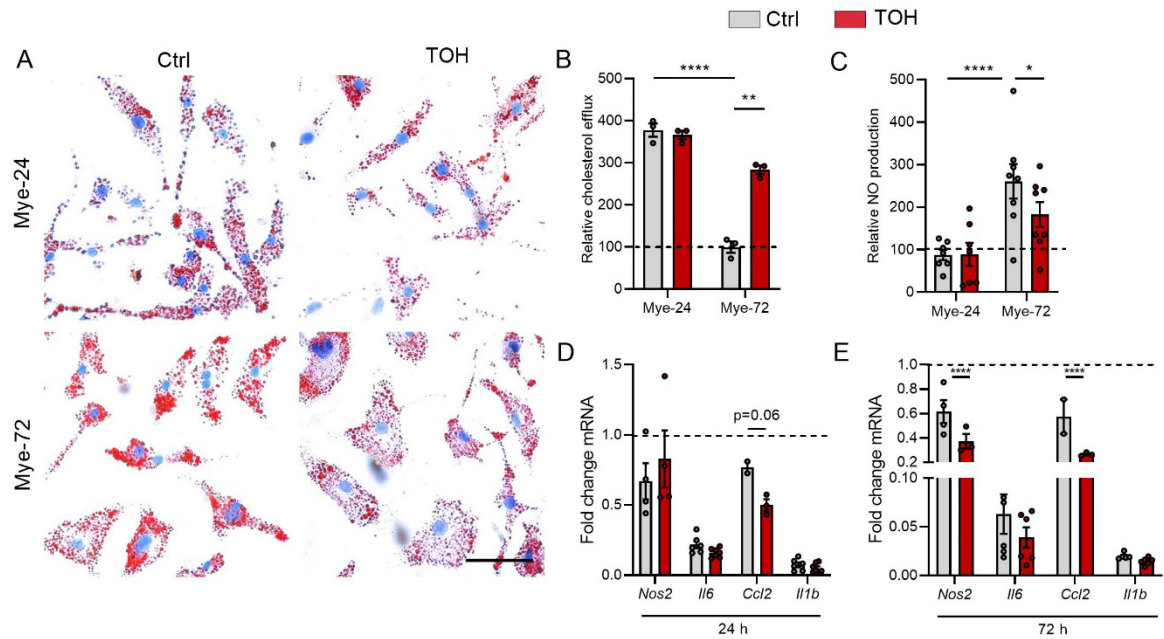 Ctrl TOH
A
Ctrl TOH
Mye-24
Mye-72
B
Relative cholesterol efflux
500
400
300
200
100
0
****
**
Mye-24 Mye-72
C
Relative NO production
500
400
300
200
100
0
****
*
Mye-24 Mye-72
D
Fold change mRNA
1.5
1.0
0.5
0.0
p=0.06
Nos2 Il6 Ccl2 Il1b
24 h
E
Fold change mRNA
1.0
0.8
0.6
0.4
0.2
0.10
0.05
0.00
****
****
Nos2 Il6 Ccl2 Il1b
72 h